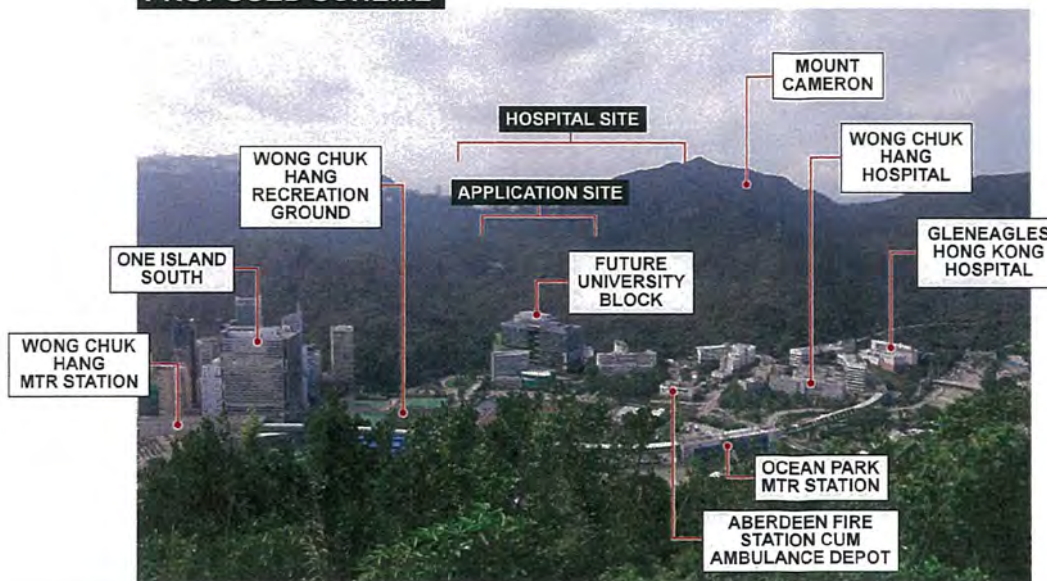 PROPOSED SCHEME
MOUNT
CAMERON
HOSPITAL SITE
WONG CHUK
HANG
HOSPITAL
WONG CHUK
HANG
RECREATION
GROUND
APPLICATION SITE
GLENEAGLES
HONG KONG
HOSPITAL
ONE ISLAND
SOUTH
FUTURE
UNIVERSITY
BLOCK
WONG CHUK
HANG
MTR STATION
OCEAN PARK
MTR STATION
ABERDEEN FIRE
STATION CUM
AMBULANCE DEPOT